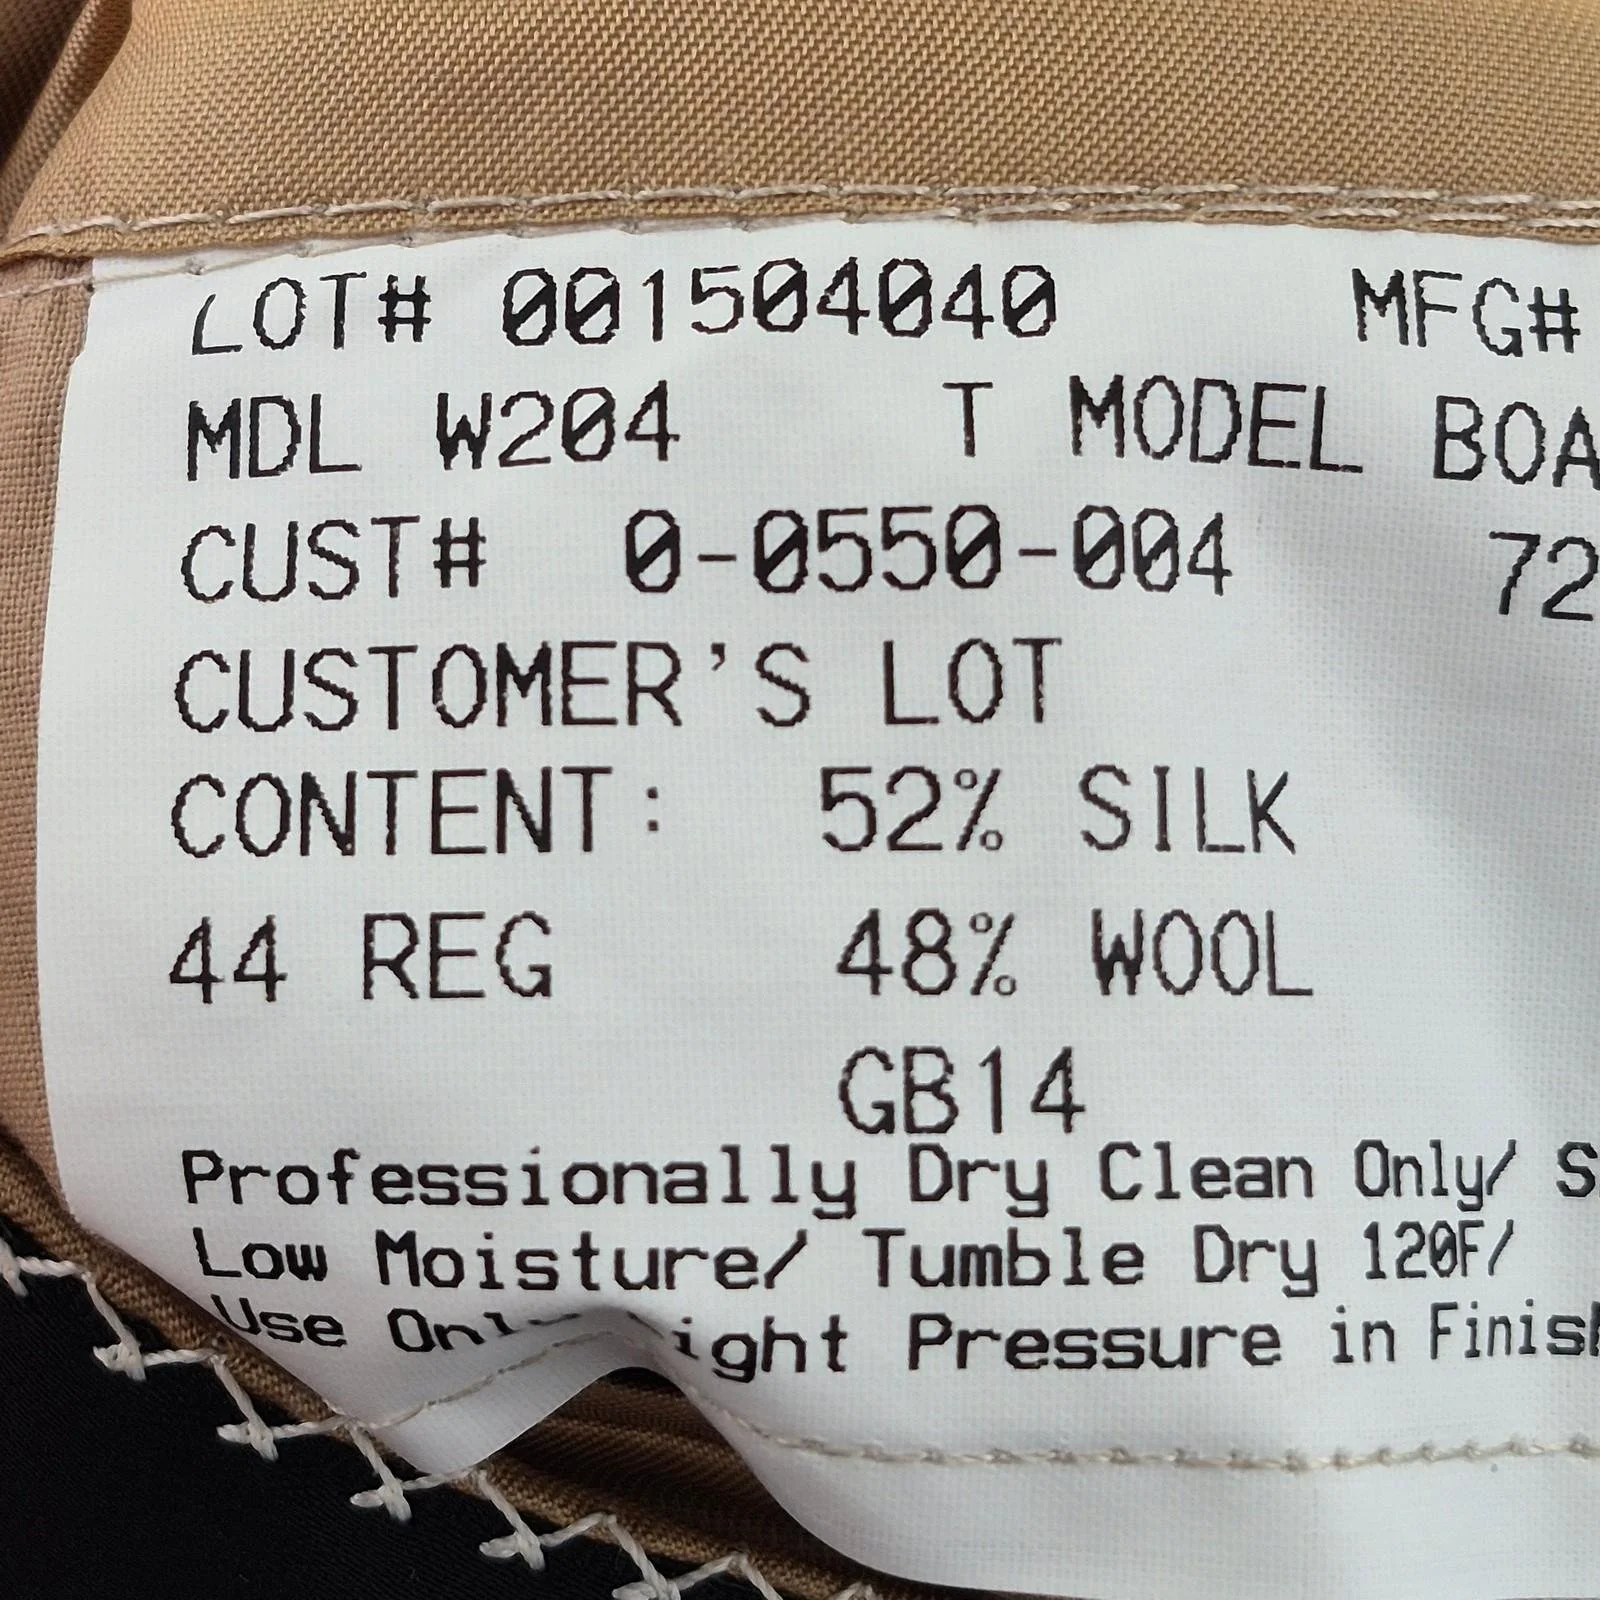 LOT# 001504040 MFG#
MDL W204 T MODEL BOA
CUST# 0-0550-004 72
CUSTOMER'S LOT
CONTENT: 52% SILK
44 REG 48% WOOL
GB14
Professionally Dry Clean Only/
Low Moisture/ Tumble Dry 120F/
Use Pressure in Finish